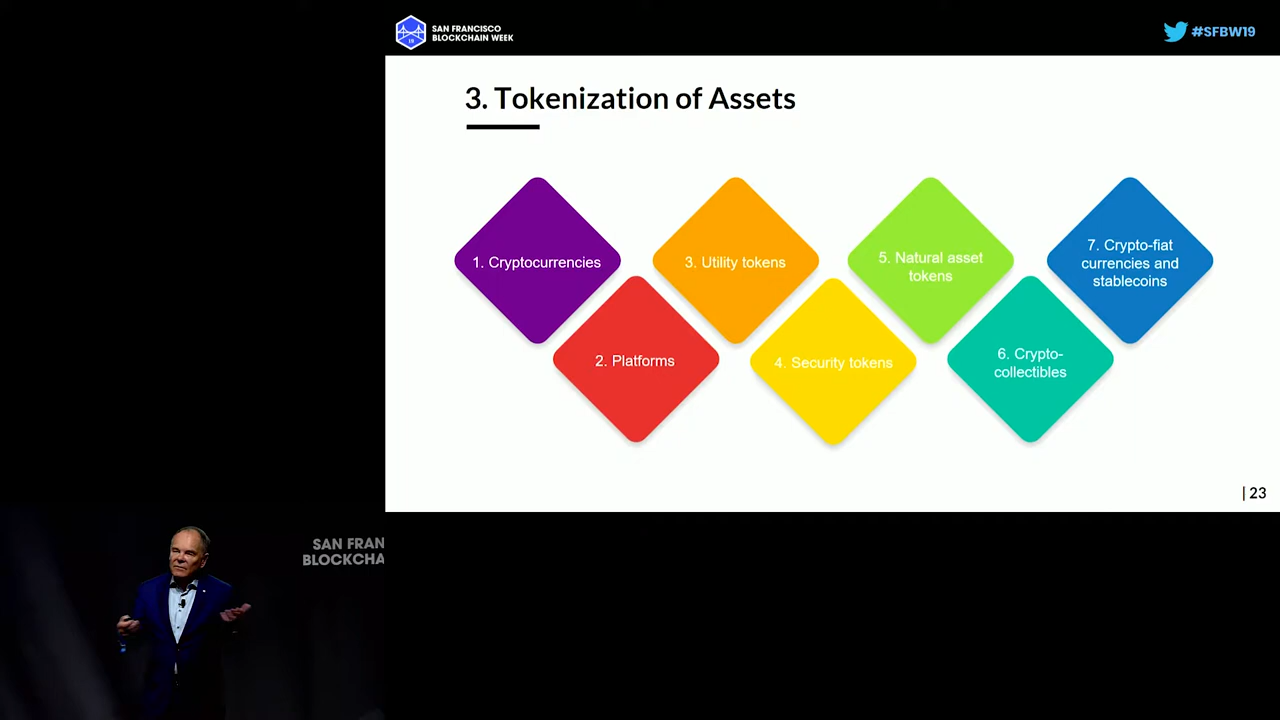 SAN FRANCISCO
BLOCKCHAIN WEEK
19
#SFBW19
3. Tokenization of Assets
1. Cryptocurrencies
2. Platforms
3. Utility tokens
4. Security tokens
5. Natural asset
tokens
6. Crypto-
collectibles
7. Crypto-fiat
currencies and
stablecoins
| 23
SAN FRAN
BLOCKCHA